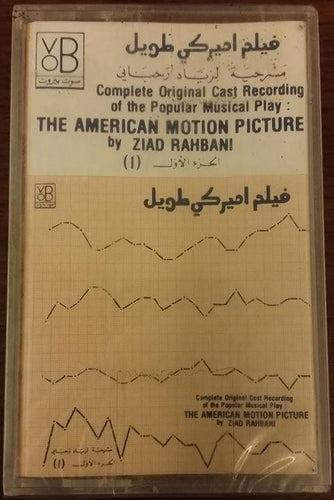 VOB
صوت بيروت
فيلم اميركي طويل
مسرحية لزياد الرحباني
Complete Original Cast Recording
of the Popular Musical Play :
THE AMERICAN MOTION PICTURE
by ZIAD RAHBANI
الجزء الأول (1)
VOB
فيلم اميركي طويل
Complete Original Cast Recording
of the Popular Musical Play :
THE AMERICAN MOTION PICTURE
by ZIAD RAHBANI
مسرحية لزياد رحباني
الجزء الأول (1)